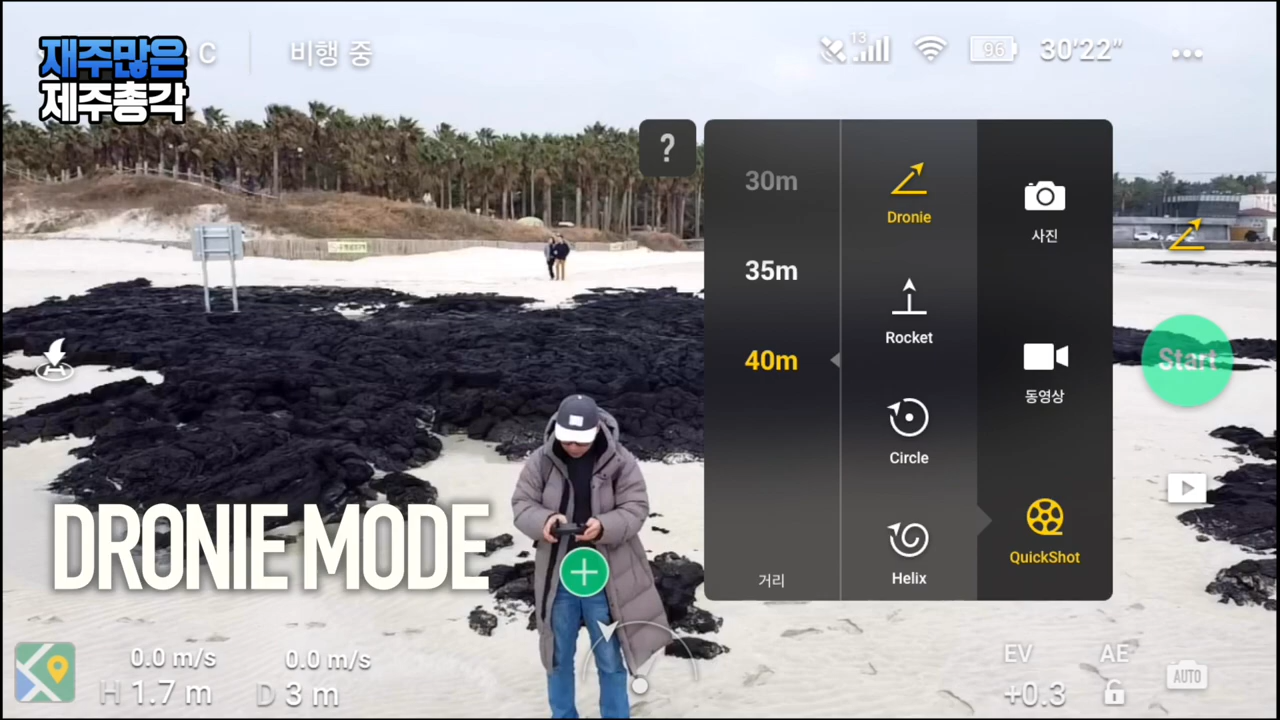 재주많은
제주총각
C
비행 중
13
96
30'22"
?
30m
35m
40m
거리
Dronie
Rocket
Circle
Helix
사진
동영상
QuickShot
Start
DRONIE MODE
0.0 m/s
0.0 m/s
H 1.7 m
D 3 m
EV
+0.3
AE
AUTO